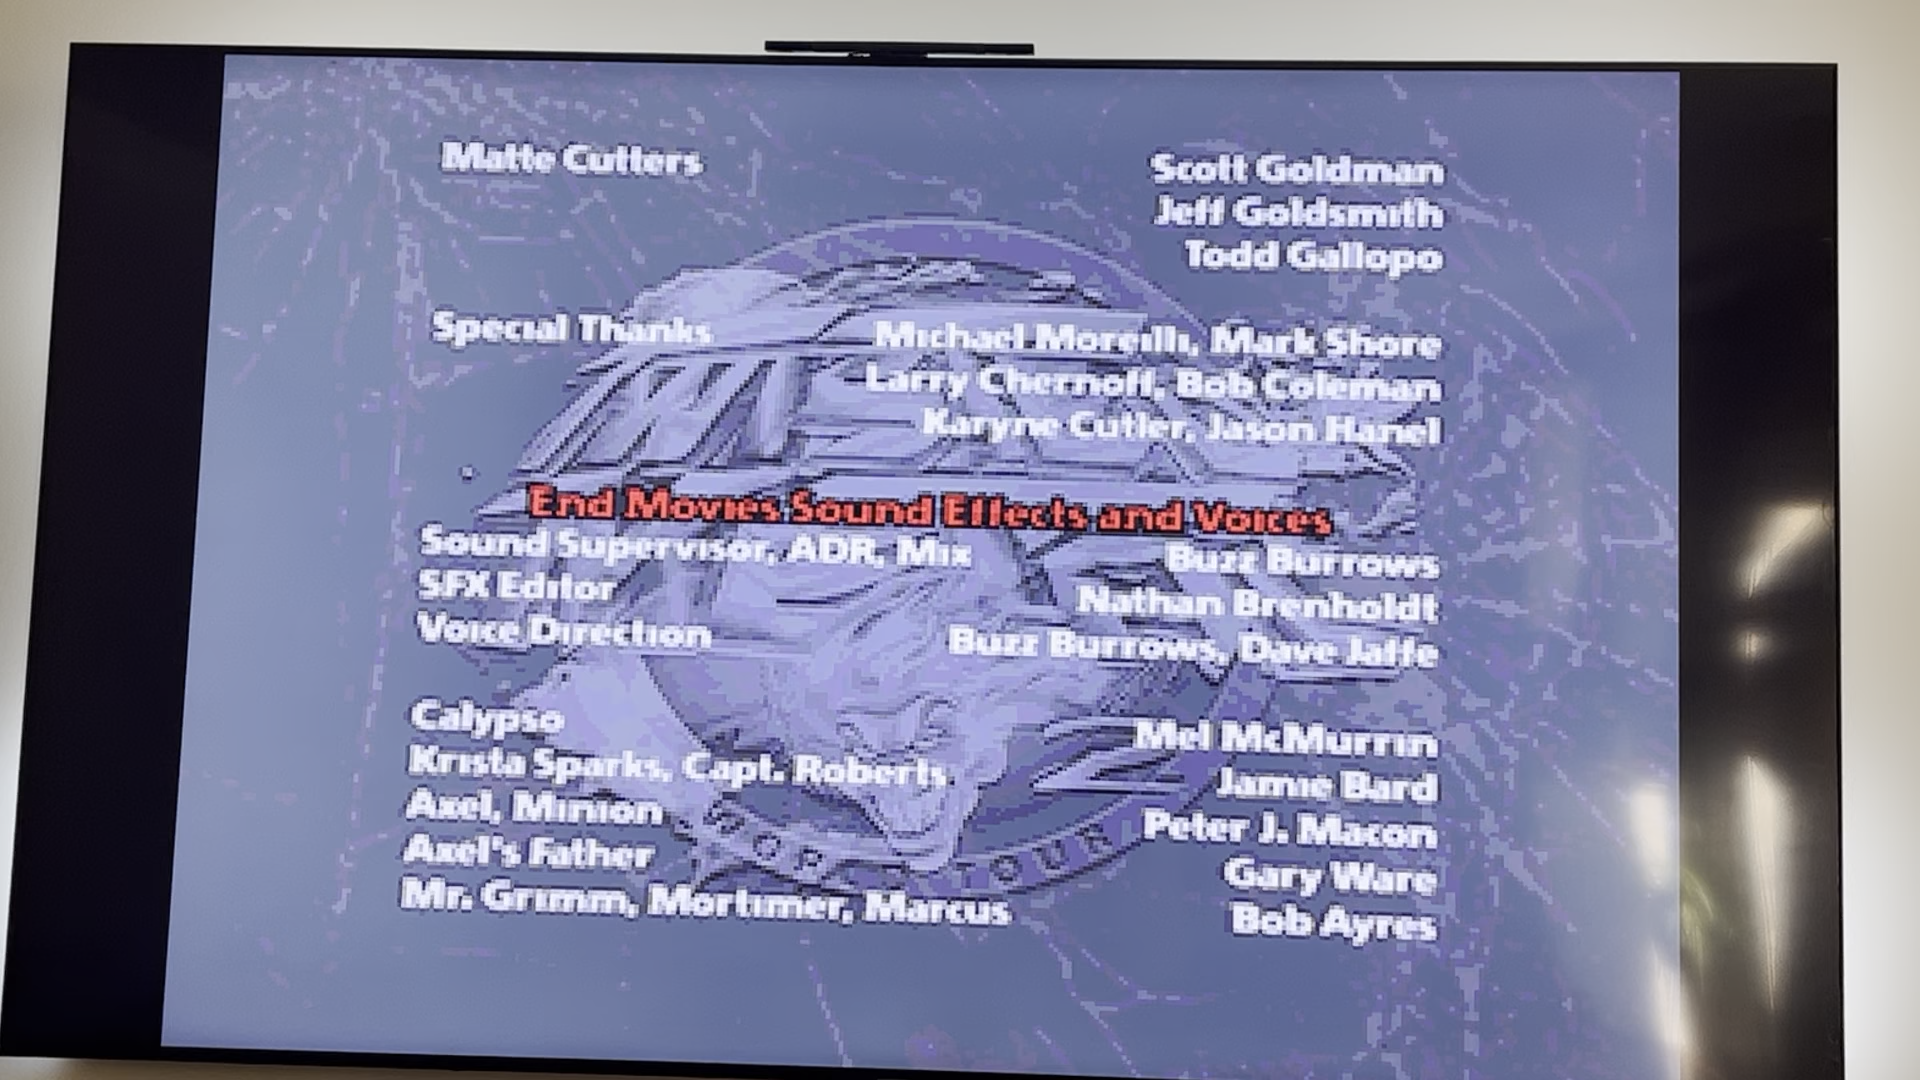 Matte Cutters Scott Goldman
Jeff Goldsmith
Todd Gallopo
Special Thanks Michael Moreilli, Mark Shore
Larry Chernoff, Bob Coleman
Karyne Cutler, Jason Hanel
End Movies Sound Effects and Voices
Sound Supervisor, ADR, Mix Buzz Burrows
SFX Editor Nathan Brenholdt
Voice Direction Buzz Burrows, Dave Jaffe
Calypso Mel McMurrin
Krista Sparks, Capt. Roberts Jamie Bard
Axel, Minion Peter J. Macon
Axel's Father Gary Ware
Mr. Grimm, Mortimer, Marcus Bob Ayres
TOUR